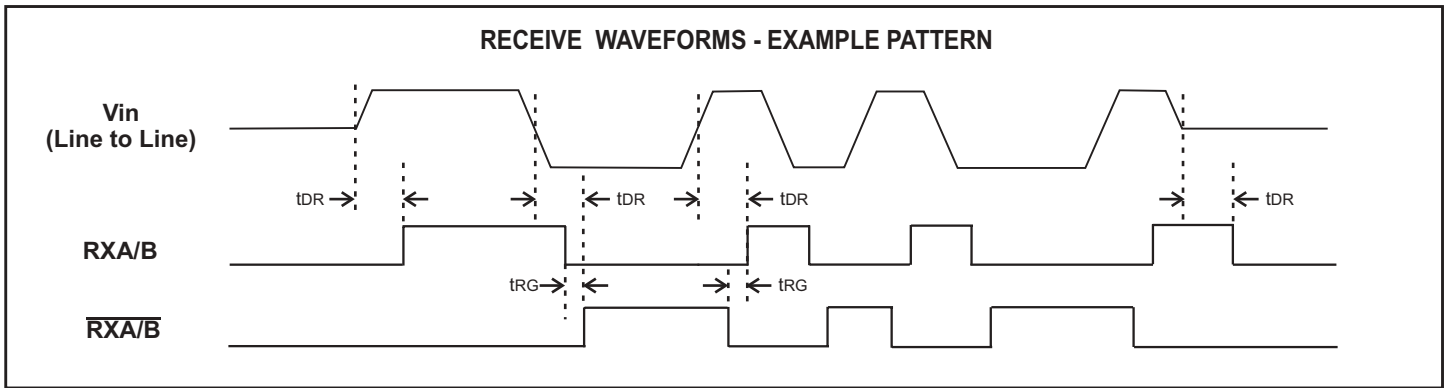 RECEIVE WAVEFORMS - EXAMPLE PATTERN
Vin
(Line to Line)
tDR tDR tDR tDR
RXA/B
tRG tRG
RXA/B